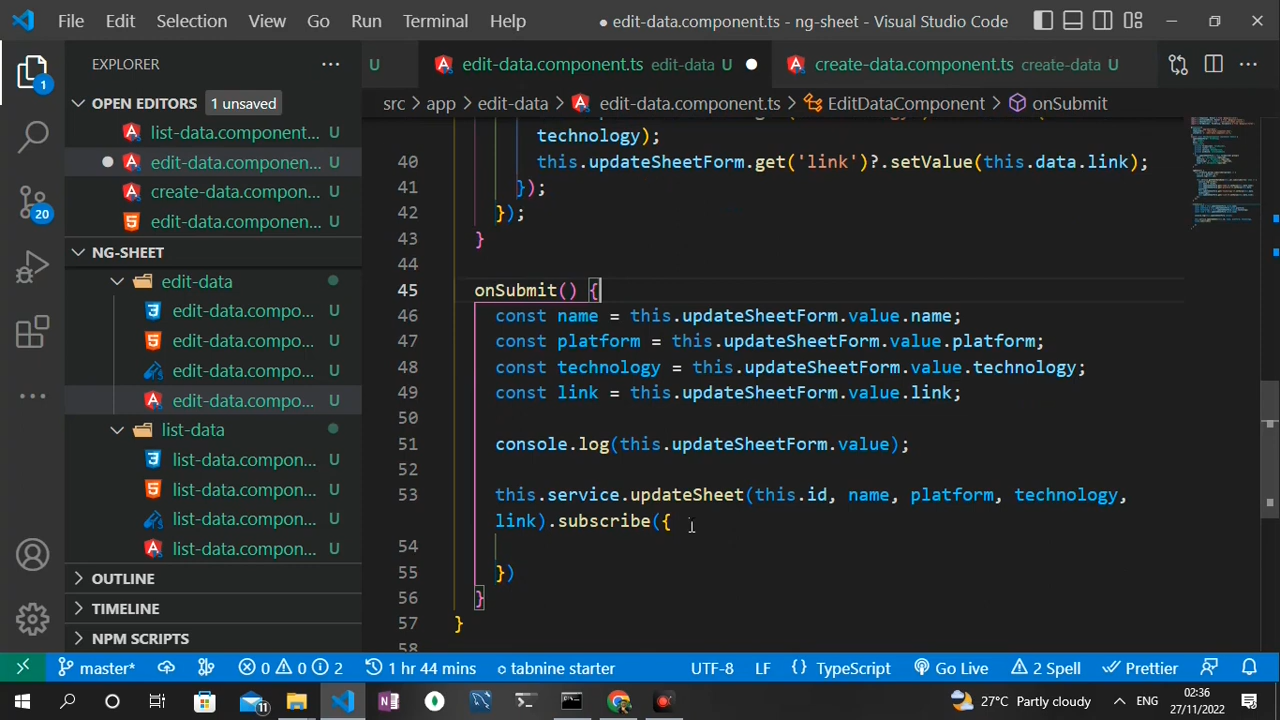 File Edit Selection View Go Run Terminal Help
edit-data.component.ts - ng-sheet - Visual Studio Code
EXPLORER
OPEN EDITORS 1 unsaved
list-data.component... U
edit-data.componen... U
create-data.compon... U
edit-data.componen... U
NG-SHEET
edit-data
edit-data.compo... U
edit-data.compo... U
edit-data.compo... U
edit-data.compo... U
list-data
list-data.compon... U
list-data.compon... U
list-data.compon... U
list-data.compon... U
OUTLINE
TIMELINE
NPM SCRIPTS
1
20
U
edit-data.component.ts edit-data U
create-data.component.ts create-data U
src > app > edit-data > edit-data.component.ts > EditDataComponent > onSubmit
technology);
40 this.updateSheetForm.get('link')?.setValue(this.data.link);
41 });
42 });
43 }
44
45 onSubmit() {
46 const name = this.updateSheetForm.value.name;
47 const platform = this.updateSheetForm.value.platform;
48 const technology = this.updateSheetForm.value.technology;
49 const link = this.updateSheetForm.value.link;
50
51 console.log(this.updateSheetForm.value);
52
53 this.service.updateSheet(this.id, name, platform, technology,
link).subscribe({
54
55 })
56 }
57 }
58
master* 0 0 2 1 hr 44 mins tabnine starter UTF-8 LF {} TypeScript Go Live 2 Spell Prettier
11
27°C Partly cloudy ENG 02:36
27/11/2022